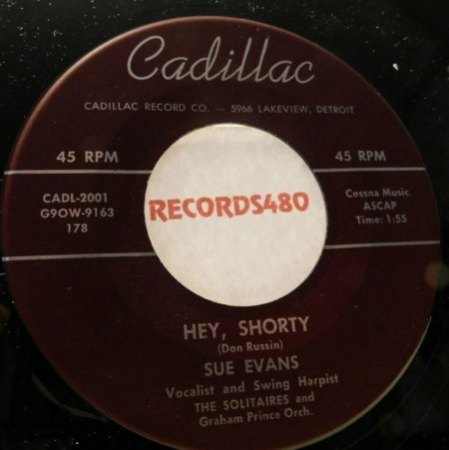 Cadillac
CADILLAC RECORD CO. - 5966 LAKEVIEW, DETROIT
45 RPM
45 RPM
CADL-2001
G9OW-9163
178
Cessna Music
ASCAP
Time: 1:55
RECORDS480
HEY, SHORTY
(Don Russin)
SUE EVANS
Vocalist and Swing Harpist
THE SOLITAIRES and
Graham Prince Orch.